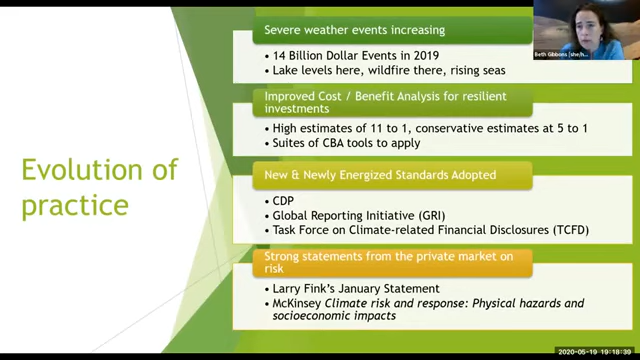 Evolution of
practice
Severe weather events increasing
• 14 Billion Dollar Events in 2019
• Lake levels here, wildfire there, rising seas
Improved Cost / Benefit Analysis for resilient
investments
• High estimates of 11 to 1, conservative estimates at 5 to 1
• Suites of CBA tools to apply
New & Newly Energized Standards Adopted
• CDP
• Global Reporting Initiative (GRI)
• Task Force on Climate-related Financial Disclosures (TCFD)
Strong statements from the private market on
risk
• Larry Fink's January Statement
• McKinsey Climate risk and response: Physical hazards and
socioeconomic impacts
Beth Gibbons (she/h...
2020-05-19 19:18:39